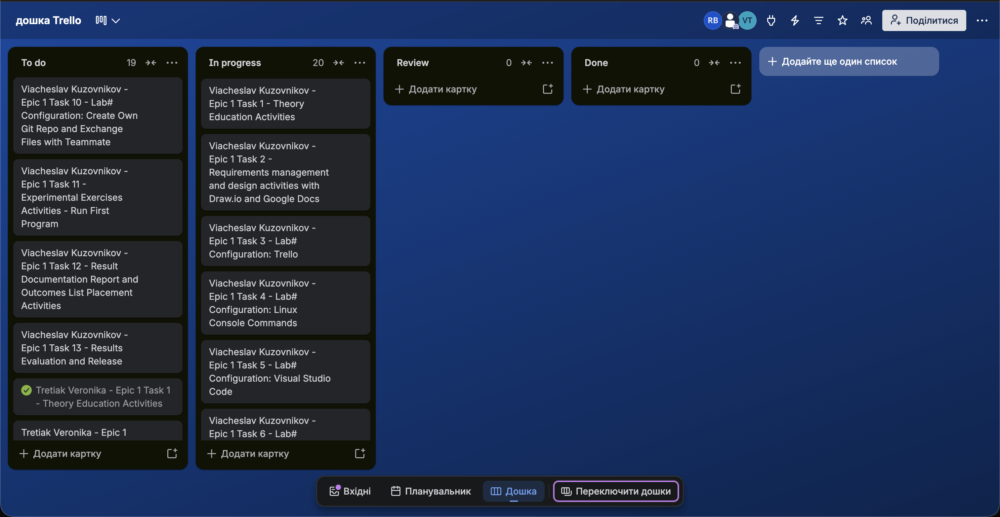 дошка Trello
RB
VT
Поділитися
To do
19
Viacheslav Kuzovnikov -
Epic 1 Task 10 - Lab#
Configuration: Create Own
Git Repo and Exchange
Files with Teammate
Viacheslav Kuzovnikov -
Epic 1 Task 11 -
Experimental Exercises
Activities - Run First
Program
Viacheslav Kuzovnikov -
Epic 1 Task 12 - Result
Documentation Report and
Outcomes List Placement
Activities
Viacheslav Kuzovnikov -
Epic 1 Task 13 - Results
Evaluation and Release
Tretiak Veronika - Epic 1 Task 1
- Theory Education Activities
Tretiak Veronika - Epic 1
Додати картку
In progress
20
Viacheslav Kuzovnikov -
Epic 1 Task 1 - Theory
Education Activities
Viacheslav Kuzovnikov -
Epic 1 Task 2 -
Requirements management
and design activities with
Draw.io and Google Docs
Viacheslav Kuzovnikov -
Epic 1 Task 3 - Lab#
Configuration: Trello
Viacheslav Kuzovnikov -
Epic 1 Task 4 - Lab#
Configuration: Linux
Console Commands
Viacheslav Kuzovnikov -
Epic 1 Task 5 - Lab#
Configuration: Visual Studio
Code
Viacheslav Kuzovnikov -
Epic 1 Task 6 - Lab#
Додати картку
Review
0
Додати картку
Done
0
Додати картку
Додайте ще один список
Вхідні
Планувальник
Дошка
Переключити дошки